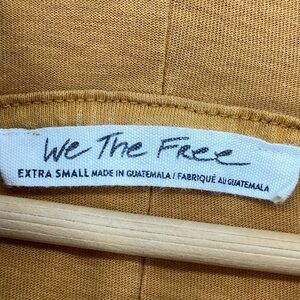 We The Free
EXTRA SMALL MADE IN GUATEMALA / FABRIQUÉ AU GUATEMALA